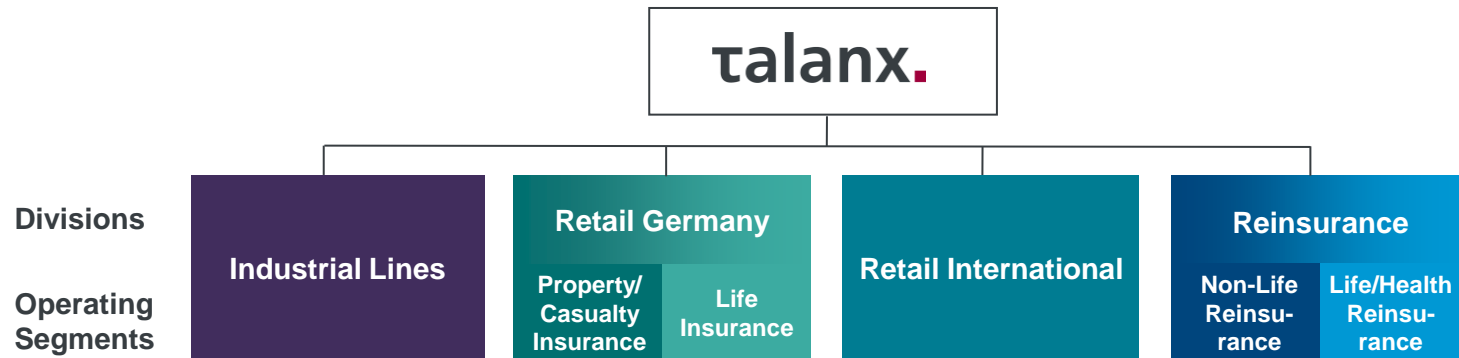 τalanx.
Divisions
Operating
Segments
Industrial Lines
Retail Germany
Property/
Casualty
Insurance
Life
Insurance
Retail International
Reinsurance
Non-Life
Reinsu-
rance
Life/Health
Reinsu-
rance